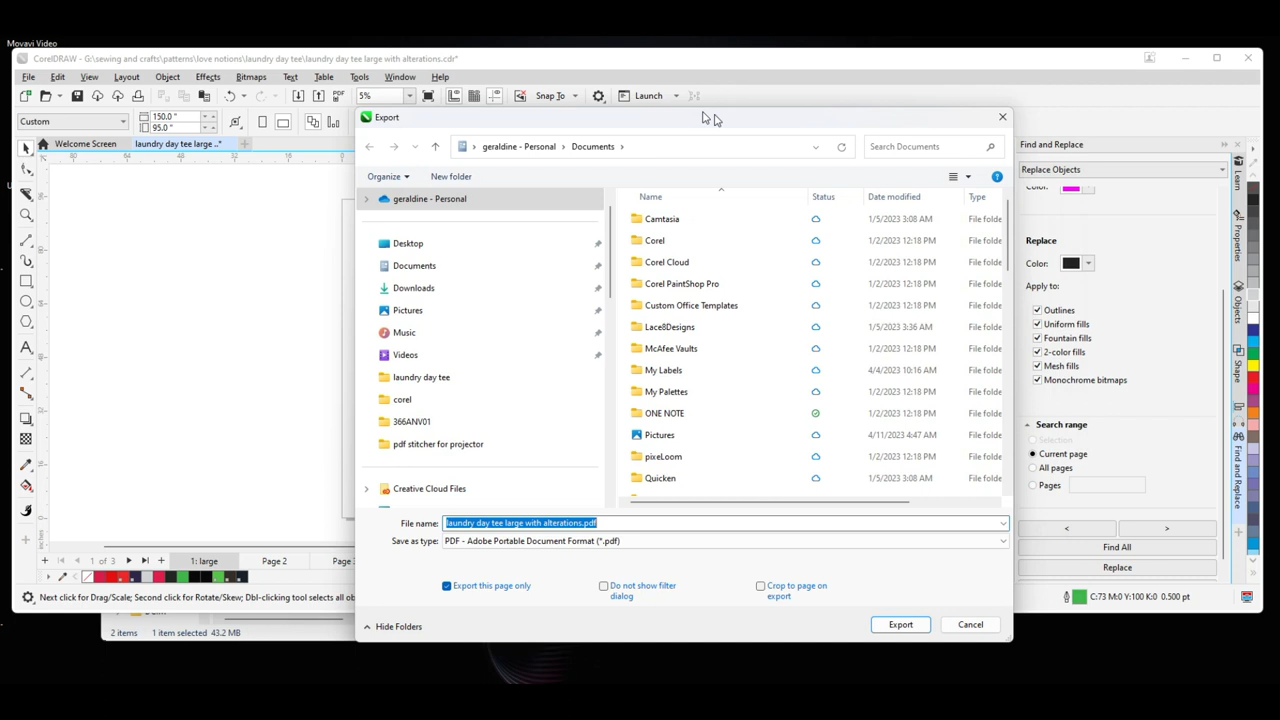 Movavi Video
CorelDRAW - G:\sewing and crafts\patterns\love notions\laundry day tee\laundry day tee large with alterations.cdr*
File Edit View Layout Object Effects Bitmaps Text Table Tools Window Help
PDF 5% Snap To Launch
Custom 150.0 " 95.0 "
Export
Welcome Screen laundry day tee large ..*
geraldine - Personal > Documents > Search Documents
Find and Replace
Replace Objects
Organize New folder
Color:
Name Status Date modified Type
geraldine - Personal
Desktop
Documents
Downloads
Pictures
Music
Videos
laundry day tee
corel
366ANV01
pdf stitcher for projector
Creative Cloud Files
Camtasia 1/5/2023 3:08 AM File folde
Corel 1/2/2023 12:18 PM File folde
Corel Cloud 1/2/2023 12:18 PM File folde
Corel PaintShop Pro 1/2/2023 12:18 PM File folde
Custom Office Templates 1/2/2023 12:18 PM File folde
Lace8Designs 1/5/2023 3:36 AM File folde
McAfee Vaults 1/2/2023 12:18 PM File folde
My Labels 4/4/2023 10:16 AM File folde
My Palettes 1/2/2023 12:18 PM File folde
ONE NOTE 1/2/2023 12:18 PM File folde
Pictures 4/11/2023 4:47 AM File folde
pixeLoom 1/2/2023 12:18 PM File folde
Quicken 1/5/2023 3:08 AM File folde
File name: laundry day tee large with alterations.pdf
Save as type: PDF - Adobe Portable Document Format (*.pdf)
Export this page only
Do not show filter
dialog
Crop to page on
export
Hide Folders Export Cancel
Replace
Color:
Apply to:
Outlines
Uniform fills
Fountain fills
2-color fills
Mesh fills
Monochrome bitmaps
Search range
Selection
Current page
All pages
Pages
< >
Find All
Replace
Learn
Properties
Objects
Shape
Find and Replace
inches
1 of 3 1: large Page 2 Page 3
Next click for Drag/Scale; Second click for Rotate/Skew; Dbl-clicking tool selects all ob
C:73 M:0 Y:100 K:0 0.500 pt
2 items 1 item selected 43.2 MB